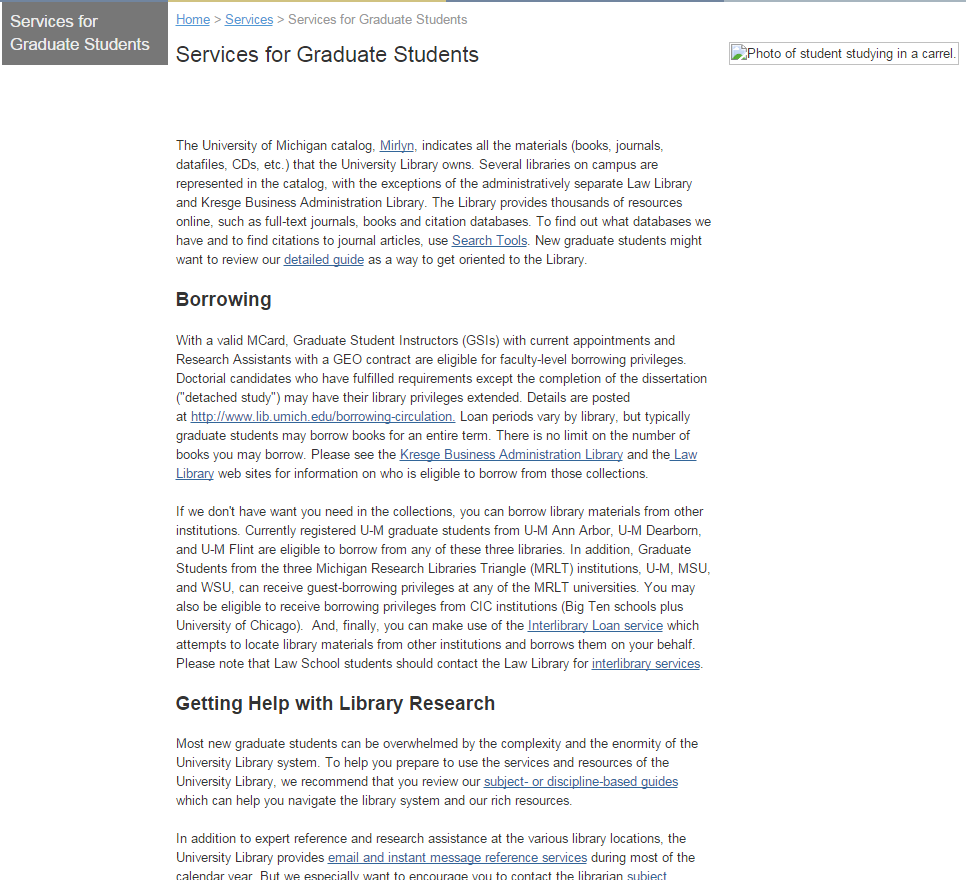 Services for
Graduate Students
Home > Services > Services for Graduate Students
Services for Graduate Students
Photo of student studying in a carrel.
The University of Michigan catalog, Mirlyn, indicates all the materials (books, journals,
datafiles, CDs, etc.) that the University Library owns. Several libraries on campus are
represented in the catalog, with the exceptions of the administratively separate Law Library
and Kresge Business Administration Library. The Library provides thousands of resources
online, such as full-text journals, books and citation databases. To find out what databases we
have and to find citations to journal articles, use Search Tools. New graduate students might
want to review our detailed guide as a way to get oriented to the Library.
Borrowing
With a valid MCard, Graduate Student Instructors (GSIs) with current appointments and
Research Assistants with a GEO contract are eligible for faculty-level borrowing privileges.
Doctorial candidates who have fulfilled requirements except the completion of the dissertation
("detached study") may have their library privileges extended. Details are posted
at http://www.lib.umich.edu/borrowing-circulation. Loan periods vary by library, but typically
graduate students may borrow books for an entire term. There is no limit on the number of
books you may borrow. Please see the Kresge Business Administration Library and the Law
Library web sites for information on who is eligible to borrow from those collections.
If we don't have want you need in the collections, you can borrow library materials from other
institutions. Currently registered U-M graduate students from U-M Ann Arbor, U-M Dearborn,
and U-M Flint are eligible to borrow from any of these three libraries. In addition, Graduate
Students from the three Michigan Research Libraries Triangle (MRLT) institutions, U-M, MSU,
and WSU, can receive guest-borrowing privileges at any of the MRLT universities. You may
also be eligible to receive borrowing privileges from CIC institutions (Big Ten schools plus
University of Chicago).  And, finally, you can make use of the Interlibrary Loan service which
attempts to locate library materials from other institutions and borrows them on your behalf.
Please note that Law School students should contact the Law Library for interlibrary services.
Getting Help with Library Research
Most new graduate students can be overwhelmed by the complexity and the enormity of the
University Library system. To help you prepare to use the services and resources of the
University Library, we recommend that you review our subject- or discipline-based guides
which can help you navigate the library system and our rich resources.
In addition to expert reference and research assistance at the various library locations, the
University Library provides email and instant message reference services during most of the
calendar year. But we especially want to encourage you to contact the librarian subject